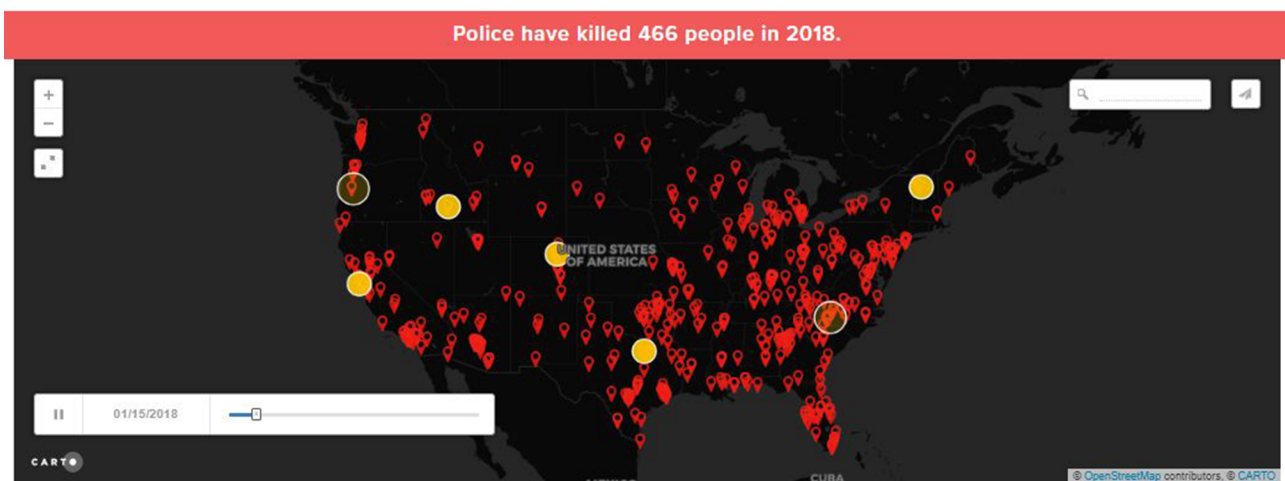 Police have killed 466 people in 2018.
+
−
UNITED STATES
OF AMERICA
01/15/2018
CARTO
MEXICO
CUBA
© OpenStreetMap contributors, © CARTO